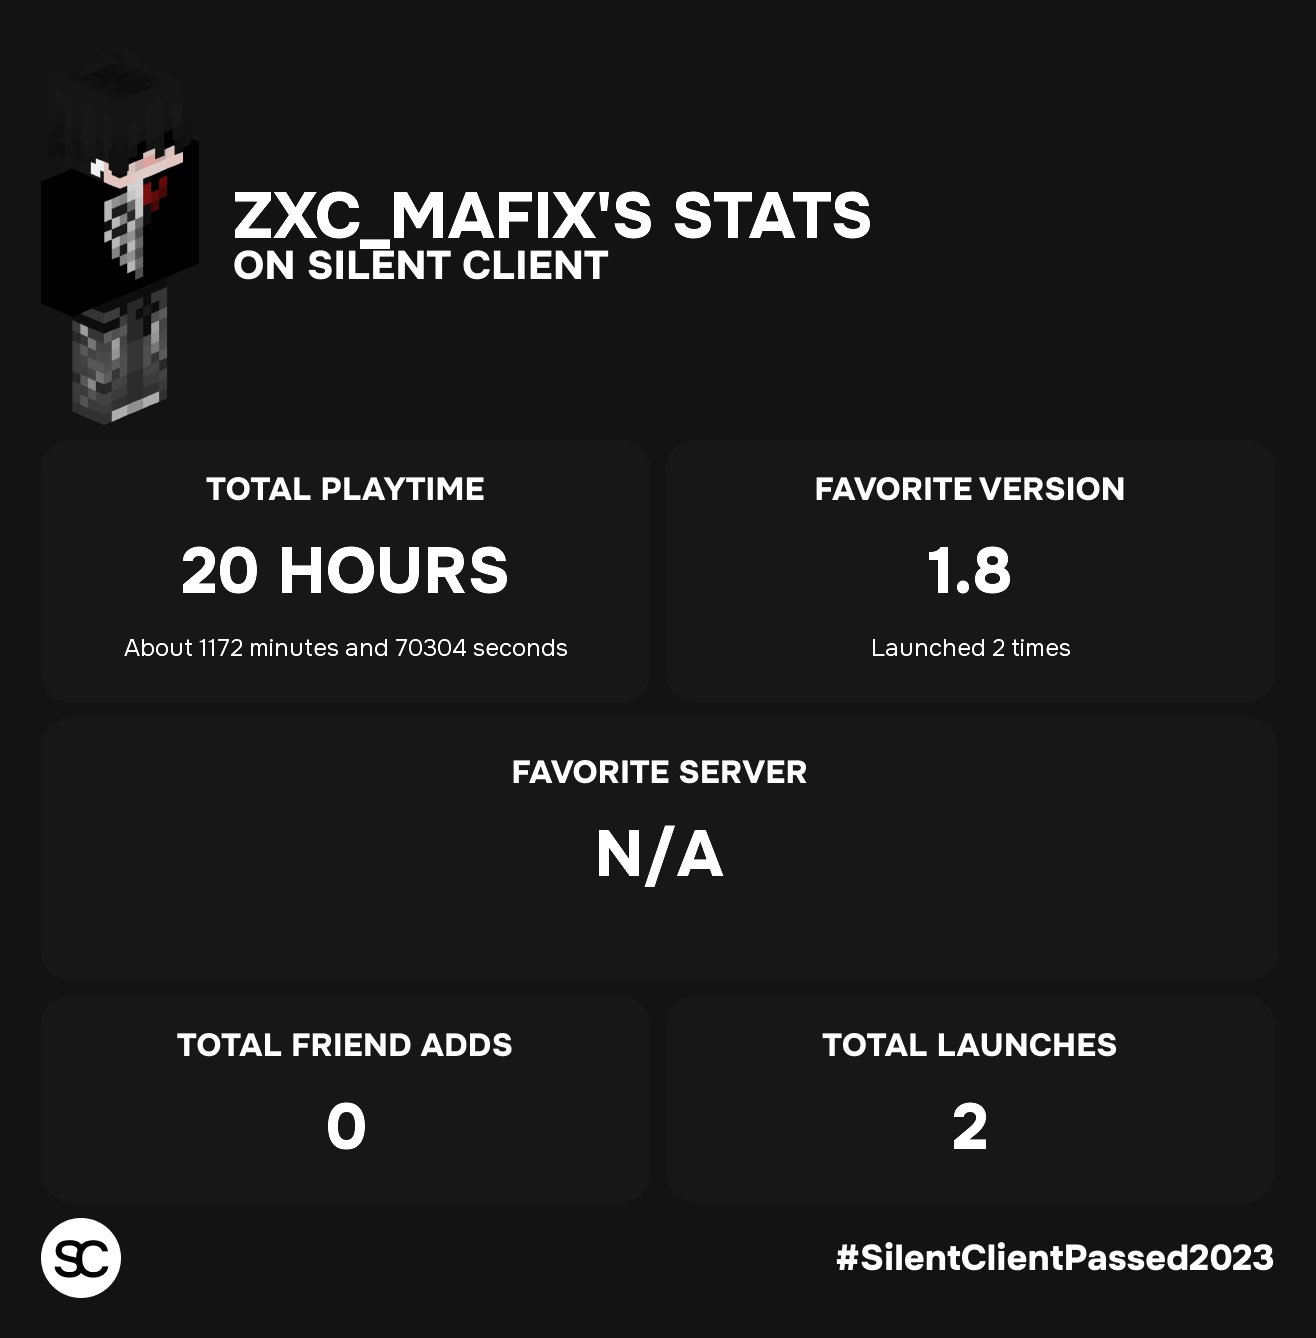 ZXC_MAFIX'S STATS
ON SILENT CLIENT
TOTAL PLAYTIME
20 HOURS
About 1172 minutes and 70304 seconds
FAVORITE VERSION
1.8
Launched 2 times
FAVORITE SERVER
N/A
TOTAL FRIEND ADDS
0
TOTAL LAUNCHES
2
SC
#SilentClientPassed2023